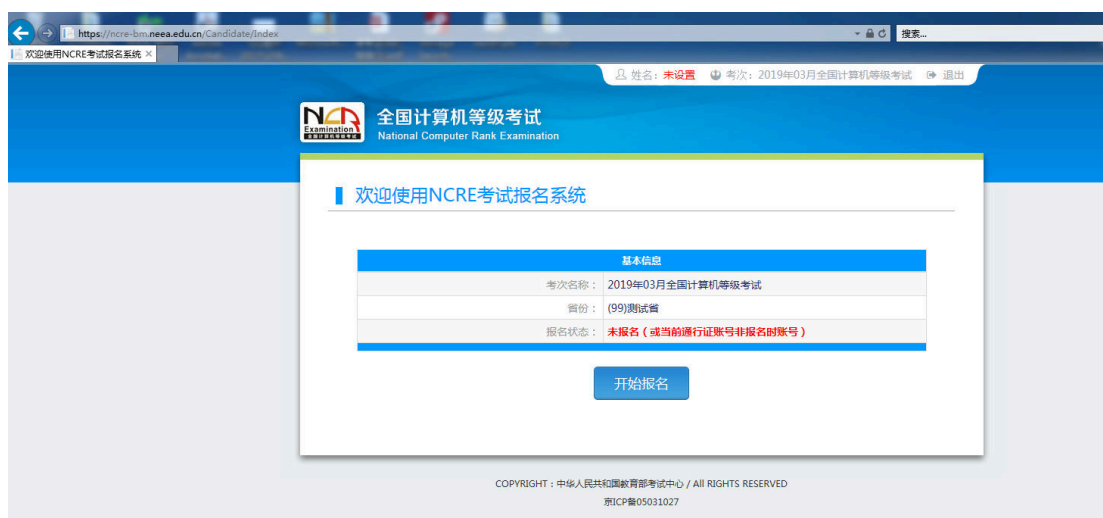 https://ncre-bm.neea.edu.cn/Candidate/Index
搜索...
欢迎使用NCRE考试报名系统 ×
姓名：未设置 考次：2019年03月全国计算机等级考试 退出
NCR
Examination
全国计算机等级考试
National Computer Rank Examination
欢迎使用NCRE考试报名系统
基本信息
考次名称： 2019年03月全国计算机等级考试
省份： (99)测试省
报名状态： 未报名（或当前通行证账号非报名时账号）
开始报名
COPYRIGHT：中华人民共和国教育部考试中心 / All RIGHTS RESERVED
京ICP备05031027